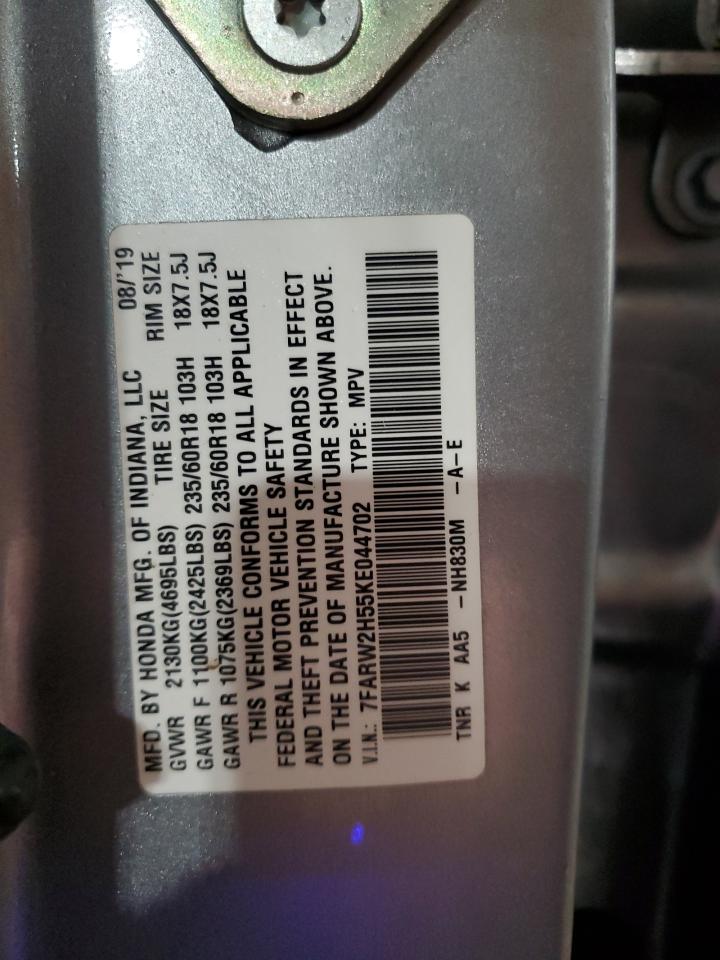 MFD. BY HONDA MFG. OF INDIANA, LLC 08/'19
GVWR 2130KG(4695LBS) TIRE SIZE RIM SIZE
GAWR F 1100KG(2425LBS) 235/60R18 103H 18X7.5J
GAWR R 1075KG(2369LBS) 235/60R18 103H 18X7.5J
THIS VEHICLE CONFORMS TO ALL APPLICABLE
FEDERAL MOTOR VEHICLE SAFETY
AND THEFT PREVENTION STANDARDS IN EFFECT
ON THE DATE OF MANUFACTURE SHOWN ABOVE.
V.I.N.: 7FARW2H55KE044702 TYPE: MPV
TNR K AA5 -NH830M -A-E